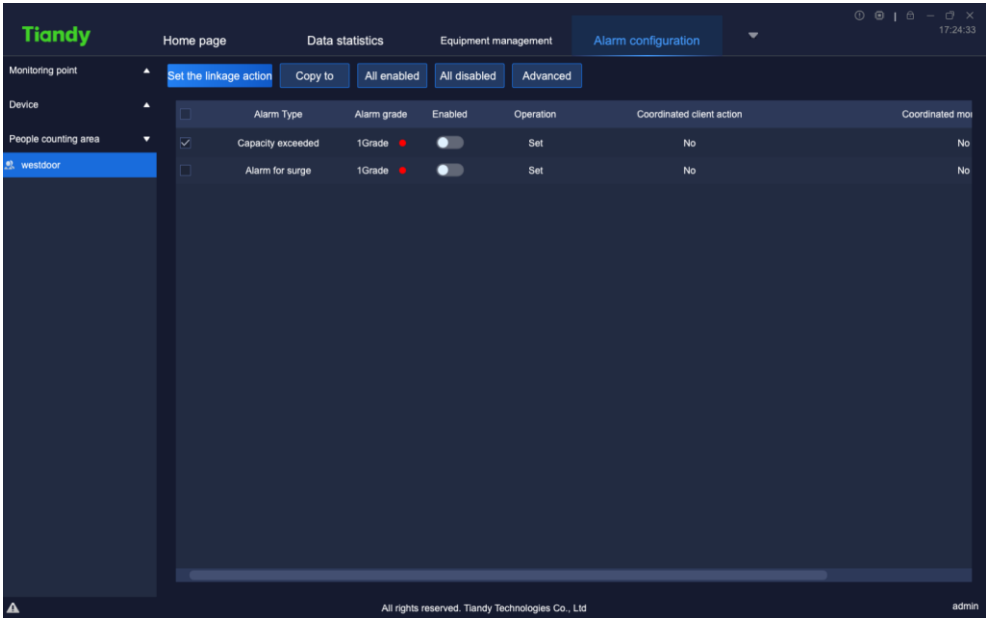 Tiandy
Home page
Data statistics
Equipment management
Alarm configuration
17:24:33
Monitoring point
Device
People counting area
westdoor
Set the linkage action
Copy to
All enabled
All disabled
Advanced
Alarm Type Alarm grade Enabled Operation Coordinated client action Coordinated mo
Capacity exceeded 1Grade Set No No
Alarm for surge 1Grade Set No No
All rights reserved. Tiandy Technologies Co., Ltd
admin